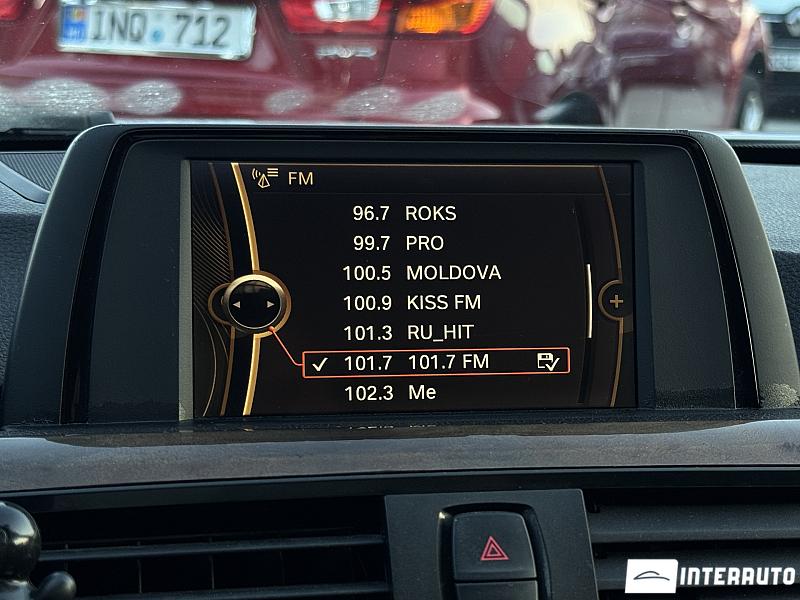 INQ 712
FM
96.7 ROKS
99.7 PRO
100.5 MOLDOVA
100.9 KISS FM
101.3 RU_HIT
101.7 101.7 FM
102.3 Me
INTERAUTO